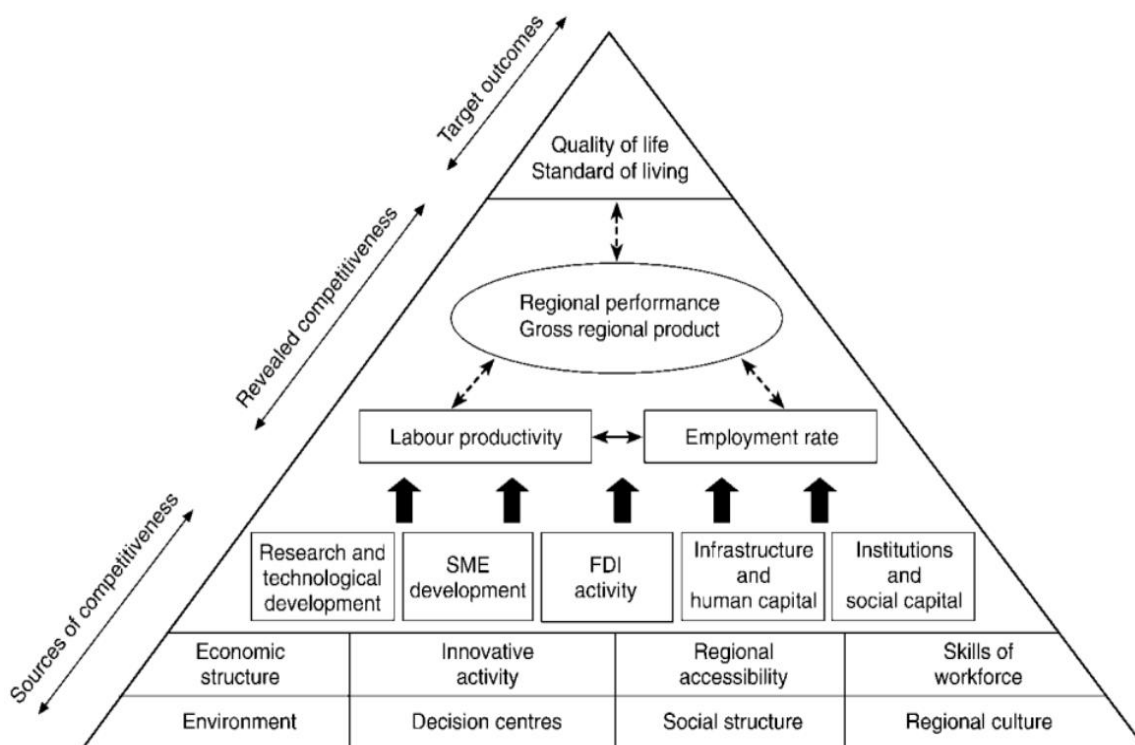 Target outcomes
Quality of life
Standard of living
Revealed competitiveness
Regional performance
Gross regional product
Labour productivity
Employment rate
Sources of competitiveness
Research and
technological
development
SME
development
FDI
activity
Infrastructure
and
human capital
Institutions
and
social capital
Economic
structure
Innovative
activity
Regional
accessibility
Skills of
workforce
Environment
Decision centres
Social structure
Regional culture